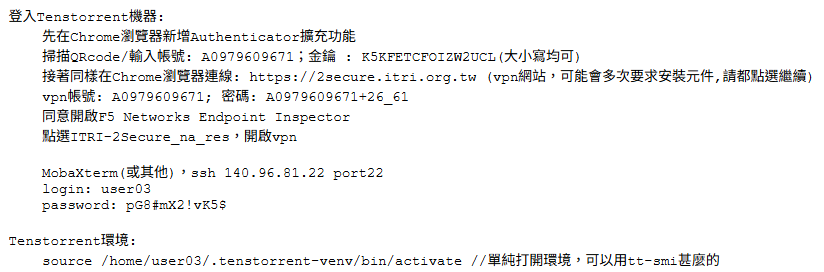 登入Tenstorrent機器:
先在Chrome瀏覽器新增Authenticator擴充功能
掃描QRcode/輸入帳號: A0979609671；金鑰 : K5KFETCFOIZW2UCL(大小寫均可)
接著同樣在Chrome瀏覽器連線: https://2secure.itri.org.tw (vpn網站，可能會多次要求安裝元件,請都點選繼續)
vpn帳號: A0979609671; 密碼: A0979609671+26_61
同意開啟F5 Networks Endpoint Inspector
點選ITRI-2Secure_na_res，開啟vpn
MobaXterm(或其他)，ssh 140.96.81.22 port22
login: user03
password: pG8#mX2!vK5$
Tenstorrent環境:
source /home/user03/.tenstorrent-venv/bin/activate //單純打開環境，可以用tt-smi甚麼的